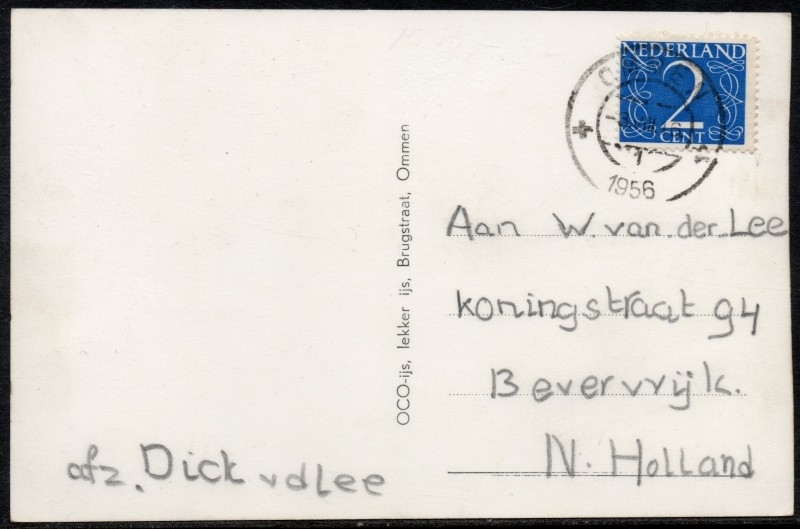 NEDERLAND
2
CENT
1956
OCO-ijs, lekker ijs, Brugstraat, Ommen
Aan W. van der Lee
Koningstraat 94
Beverwijk.
N. Holland
afz. Dick vdLee